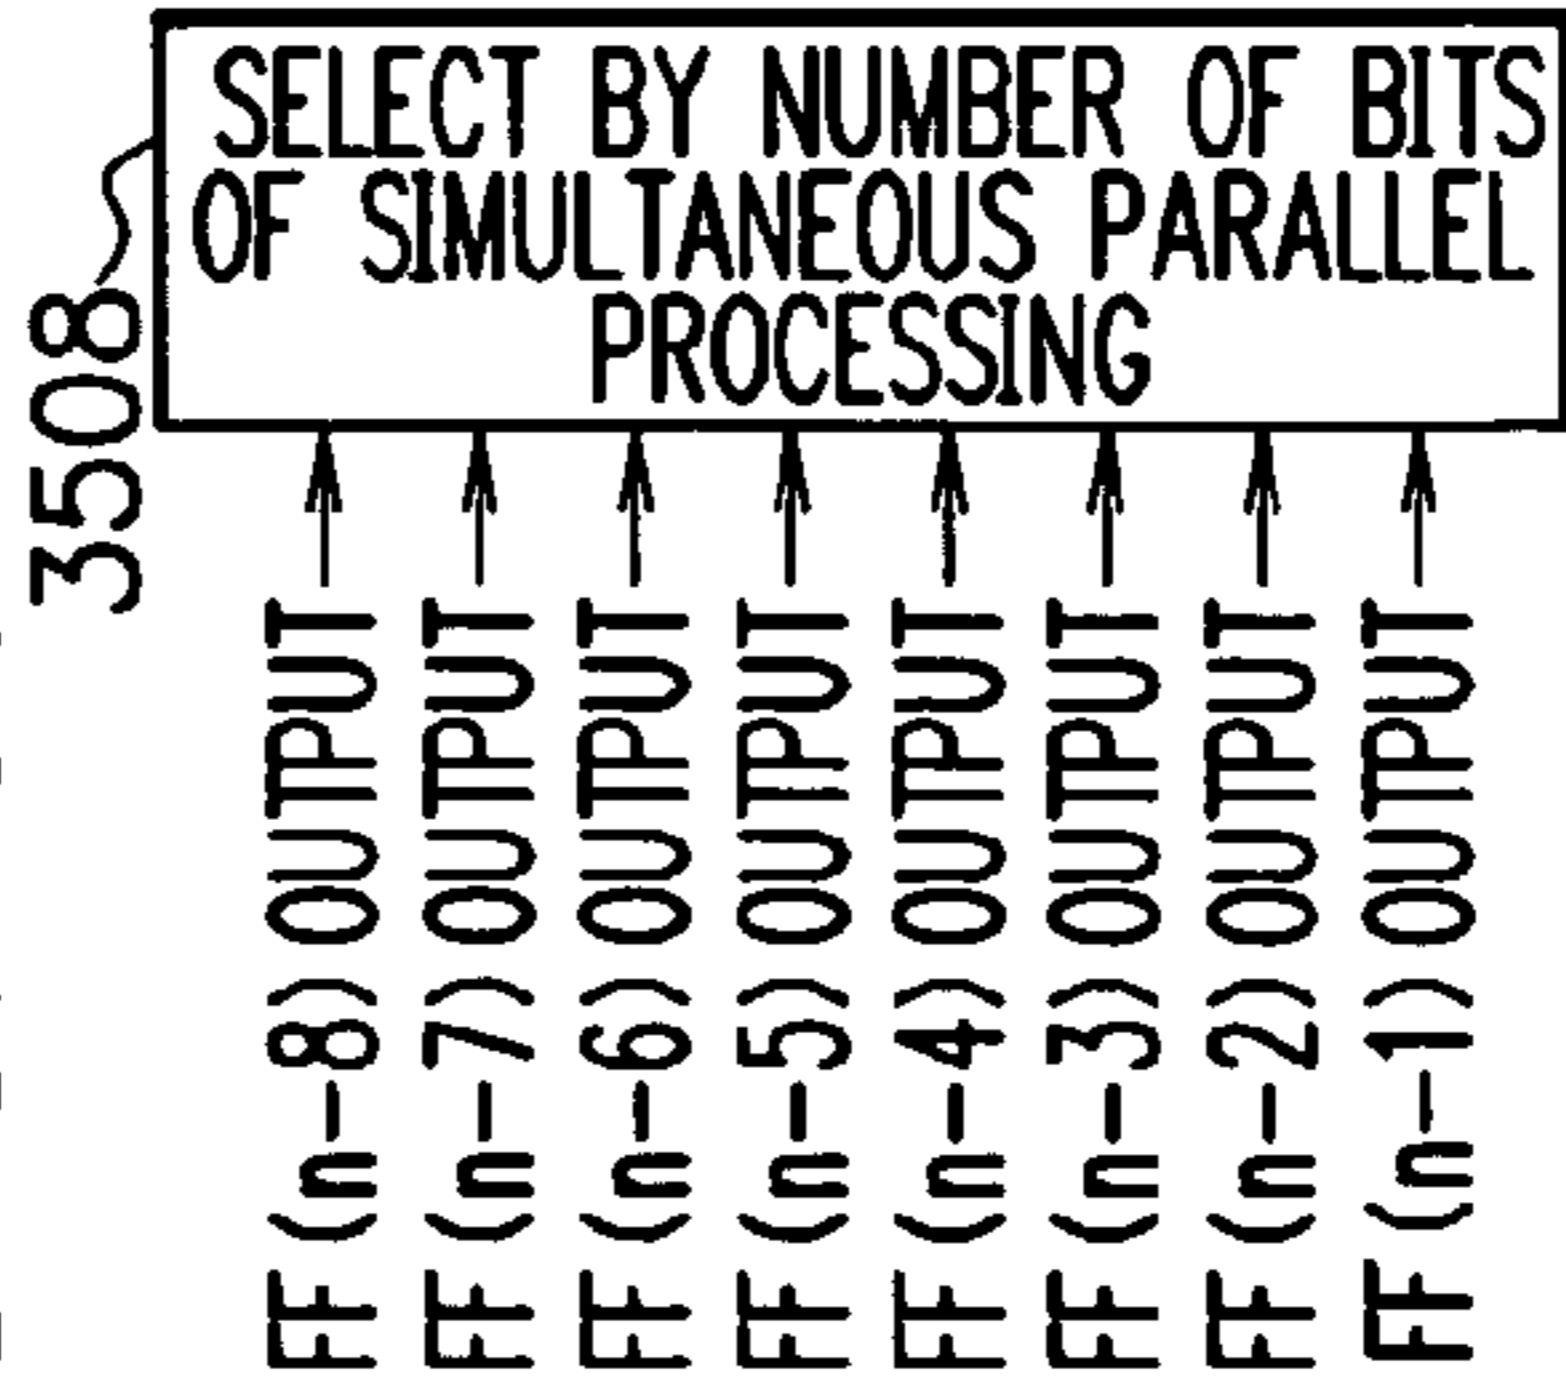 SELECT BY NUMBER OF BITS
OF SIMULTANEOUS PARALLEL
PROCESSING
3508
FF(n-8)OUTPUT
FF(n-7)OUTPUT
FF(n-6)OUTPUT
FF(n-5)OUTPUT
FF(n-4)OUTPUT
FF(n-3)OUTPUT
FF(n-2)OUTPUT
FF(n-1)OUTPUT